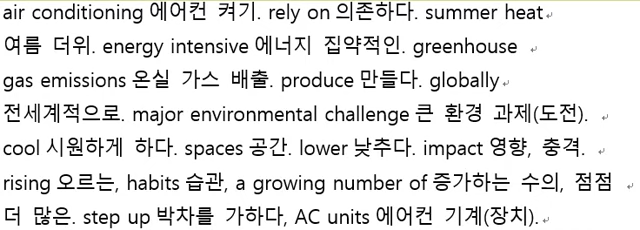 air conditioning 에어컨 켜기. rely on 의존하다. summer heat
여름 더위. energy intensive 에너지 집약적인. greenhouse
gas emissions 온실 가스 배출. produce 만들다. globally
전세계적으로. major environmental challenge 큰 환경 과제(도전).
cool 시원하게 하다. spaces 공간. lower 낮추다. impact 영향, 충격.
rising 오르는, habits 습관, a growing number of 증가하는 수의, 점점
더 많은. step up 박차를 가하다, AC units 에어컨 기계(장치).